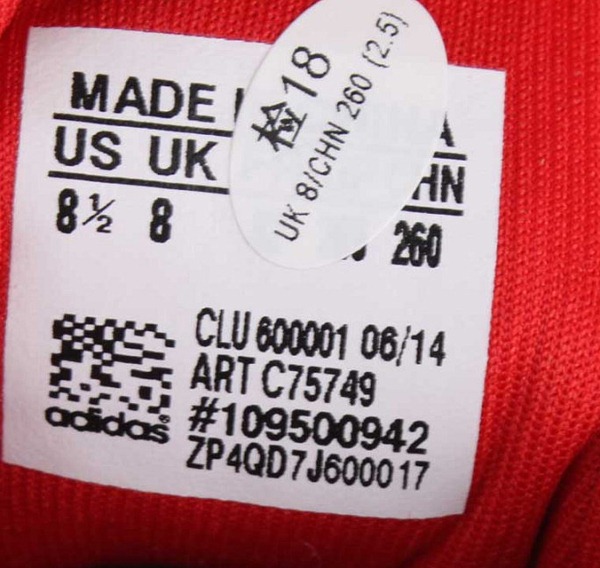 MADE
US UK HN
8½ 8 260
检18
UK 8/CHN 260 (2.5)
CLU 600001 06/14
ART C75749
#109500942
adidas®
ZP4QD7J600017